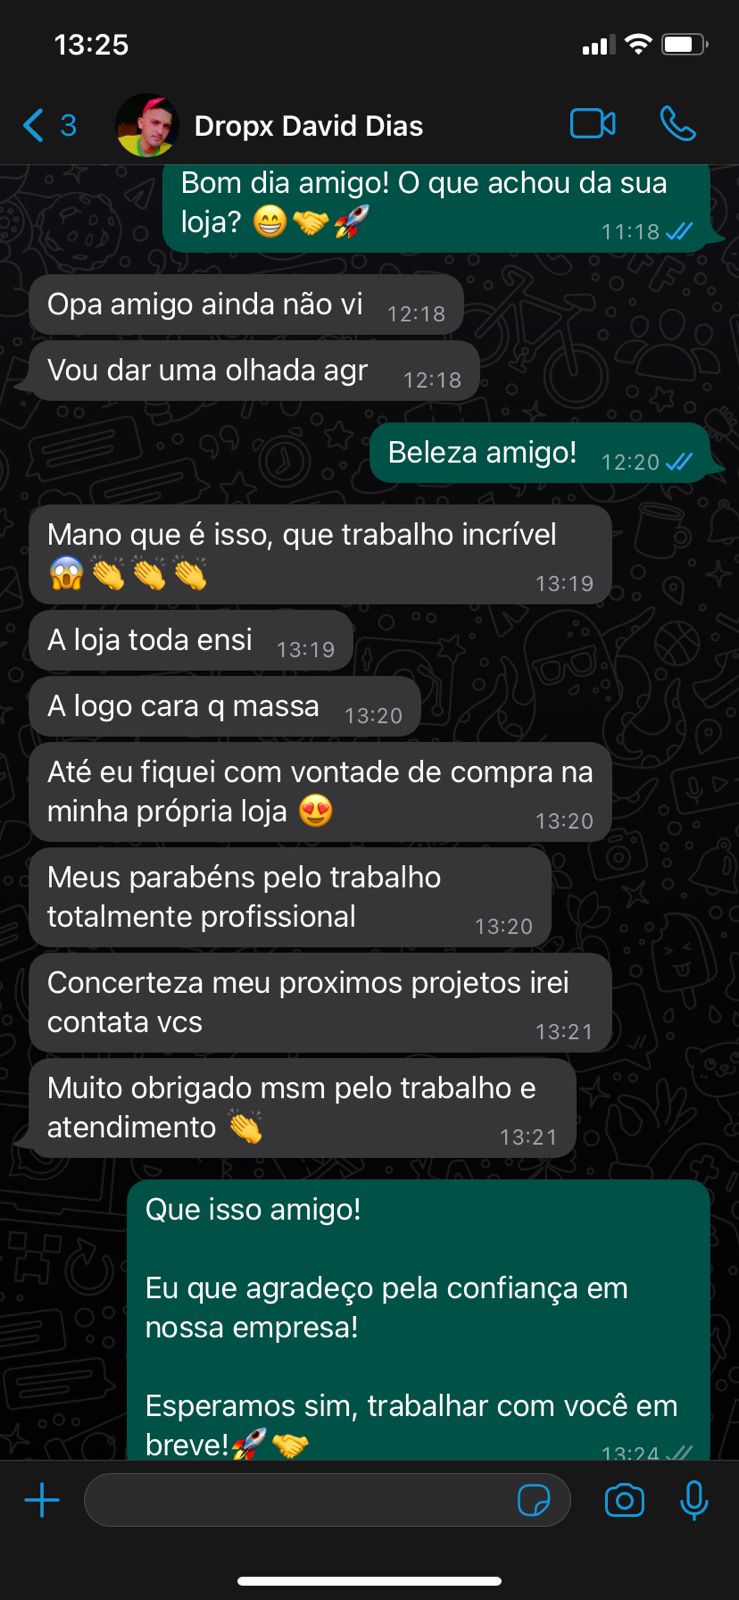 13:25
3 Dropx David Dias
Bom dia amigo! O que achou da sua
loja? 😁🤝🚀 11:18
Opa amigo ainda não vi 12:18
Vou dar uma olhada agr 12:18
Beleza amigo! 12:20
Mano que é isso, que trabalho incrível
😱👏👏👏 13:19
A loja toda ensi 13:19
A logo cara q massa 13:20
Até eu fiquei com vontade de compra na
minha própria loja 😍 13:20
Meus parabéns pelo trabalho
totalmente profissional 13:20
Concerteza meu proximos projetos irei
contata vcs 13:21
Muito obrigado msm pelo trabalho e
atendimento 👏 13:21
Que isso amigo!
Eu que agradeço pela confiança em
nossa empresa!
Esperamos sim, trabalhar com você em
breve!🚀🤝 13:24